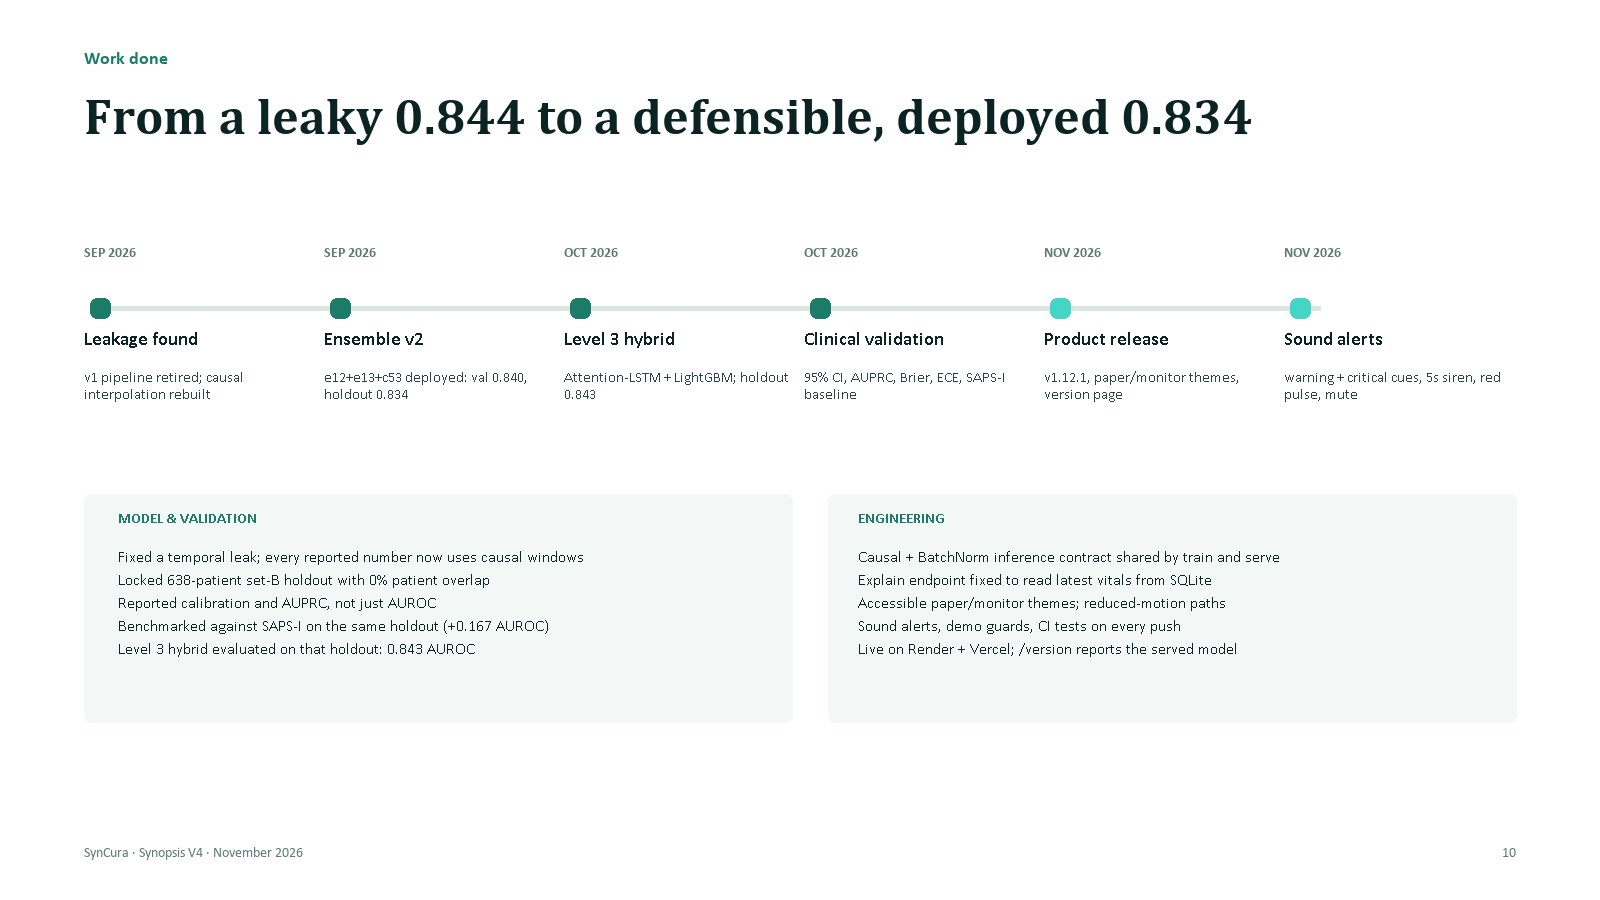 Work done
From a leaky 0.844 to a defensible, deployed 0.834
SEP 2026
SEP 2026
OCT 2026
OCT 2026
NOV 2026
NOV 2026
Leakage found
Ensemble v2
Level 3 hybrid
Clinical validation
Product release
Sound alerts
v1 pipeline retired; causal
interpolation rebuilt
e12+e13+c53 deployed: val 0.840,
holdout 0.834
Attention-LSTM + LightGBM; holdout
0.843
95% CI, AUPRC, Brier, ECE, SAPS-I
baseline
v1.12.1, paper/monitor themes,
version page
warning + critical cues, 5s siren, red
pulse, mute
MODEL & VALIDATION
Fixed a temporal leak; every reported number now uses causal windows
Locked 638-patient set-B holdout with 0% patient overlap
Reported calibration and AUPRC, not just AUROC
Benchmarked against SAPS-I on the same holdout (+0.167 AUROC)
Level 3 hybrid evaluated on that holdout: 0.843 AUROC
ENGINEERING
Causal + BatchNorm inference contract shared by train and serve
Explain endpoint fixed to read latest vitals from SQLite
Accessible paper/monitor themes; reduced-motion paths
Sound alerts, demo guards, CI tests on every push
Live on Render + Vercel; /version reports the served model
SynCura · Synopsis V4 · November 2026
10